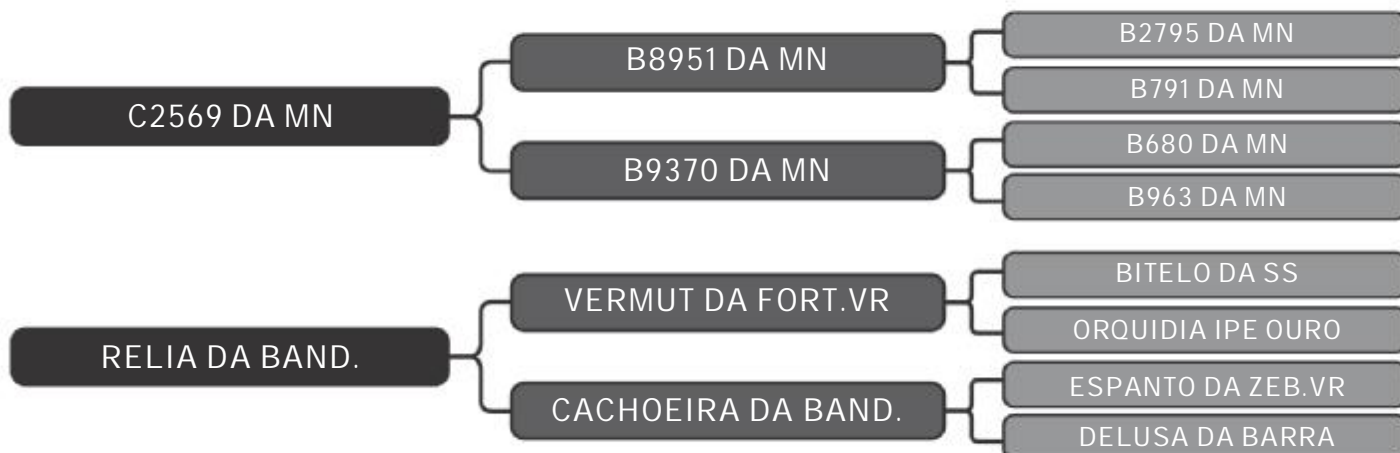 B2795 DA MN
B8951 DA MN
B791 DA MN
C2569 DA MN
B680 DA MN
B9370 DA MN
B963 DA MN
BITELO DA SS
VERMUT DA FORT.VR
ORQUIDIA IPE OURO
RELIA DA BAND.
ESPANTO DA ZEB.VR
CACHOEIRA DA BAND.
DELUSA DA BARRA